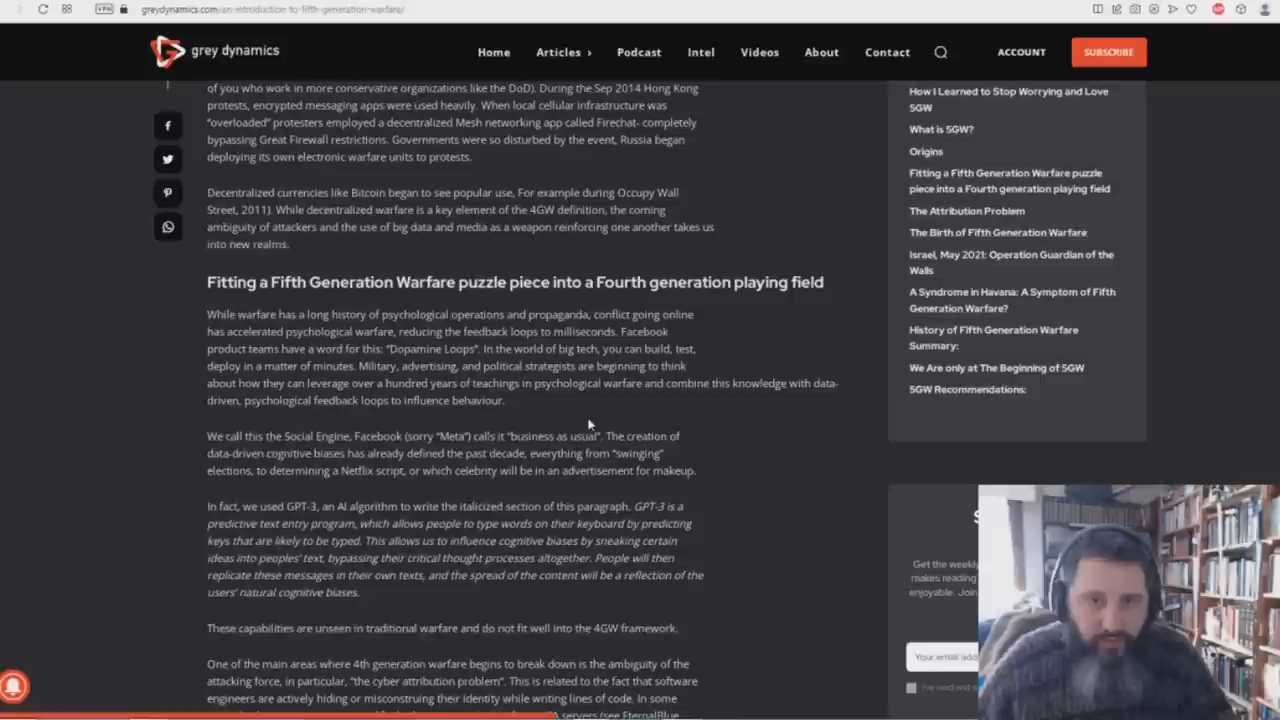 VPN
greydynamics.com/an-introduction-to-fifth-generation-warfare/
grey dynamics
Home
Articles ›
Podcast
Intel
Videos
About
Contact
ACCOUNT
SUBSCRIBE
of you who work in more conservative organizations like the DoD). During the Sep 2014 Hong Kong
protests, encrypted messaging apps were used heavily. When local cellular infrastructure was
“overloaded” protesters employed a decentralized Mesh networking app called Firechat- completely
bypassing Great Firewall restrictions. Governments were so disturbed by the event, Russia began
deploying its own electronic warfare units to protests.
Decentralized currencies like Bitcoin began to see popular use, For example during Occupy Wall
Street, 2011). While decentralized warfare is a key element of the 4GW definition, the coming
ambiguity of attackers and the use of big data and media as a weapon reinforcing one another takes us
into new realms.
Fitting a Fifth Generation Warfare puzzle piece into a Fourth generation playing field
While warfare has a long history of psychological operations and propaganda, conflict going online
has accelerated psychological warfare, reducing the feedback loops to milliseconds. Facebook
product teams have a word for this: “Dopamine Loops”. In the world of big tech, you can build, test,
deploy in a matter of minutes. Military, advertising, and political strategists are beginning to think
about how they can leverage over a hundred years of teachings in psychological warfare and combine this knowledge with data-
driven, psychological feedback loops to influence behaviour.
We call this the Social Engine, Facebook (sorry “Meta”) calls it “business as usual”. The creation of
data-driven cognitive biases has already defined the past decade, everything from “swinging”
elections, to determining a Netflix script, or which celebrity will be in an advertisement for makeup.
In fact, we used GPT-3, an AI algorithm to write the italicized section of this paragraph. GPT-3 is a
predictive text entry program, which allows people to type words on their keyboard by predicting
keys that are likely to be typed. This allows us to influence cognitive biases by sneaking certain
ideas into peoples' text, bypassing their critical thought processes altogether. People will then
replicate these messages in their own texts, and the spread of the content will be a reflection of the
users' natural cognitive biases.
These capabilities are unseen in traditional warfare and do not fit well into the 4GW framework.
One of the main areas where 4th generation warfare begins to break down is the ambiguity of the
attacking force, in particular, “the cyber attribution problem”. This is related to the fact that software
engineers are actively hiding or misconstruing their identity while writing lines of code. In some
servers (see EternalBlue
How I Learned to Stop Worrying and Love
5GW
What is 5GW?
Origins
Fitting a Fifth Generation Warfare puzzle
piece into a Fourth generation playing field
The Attribution Problem
The Birth of Fifth Generation Warfare
Israel, May 2021: Operation Guardian of the
Walls
A Syndrome in Havana: A Symptom of Fifth
Generation Warfare?
History of Fifth Generation Warfare
Summary:
We Are only at The Beginning of 5GW
5GW Recommendations:
S
Get the weekly
makes reading
enjoyable. Join
Your email add
I've read and